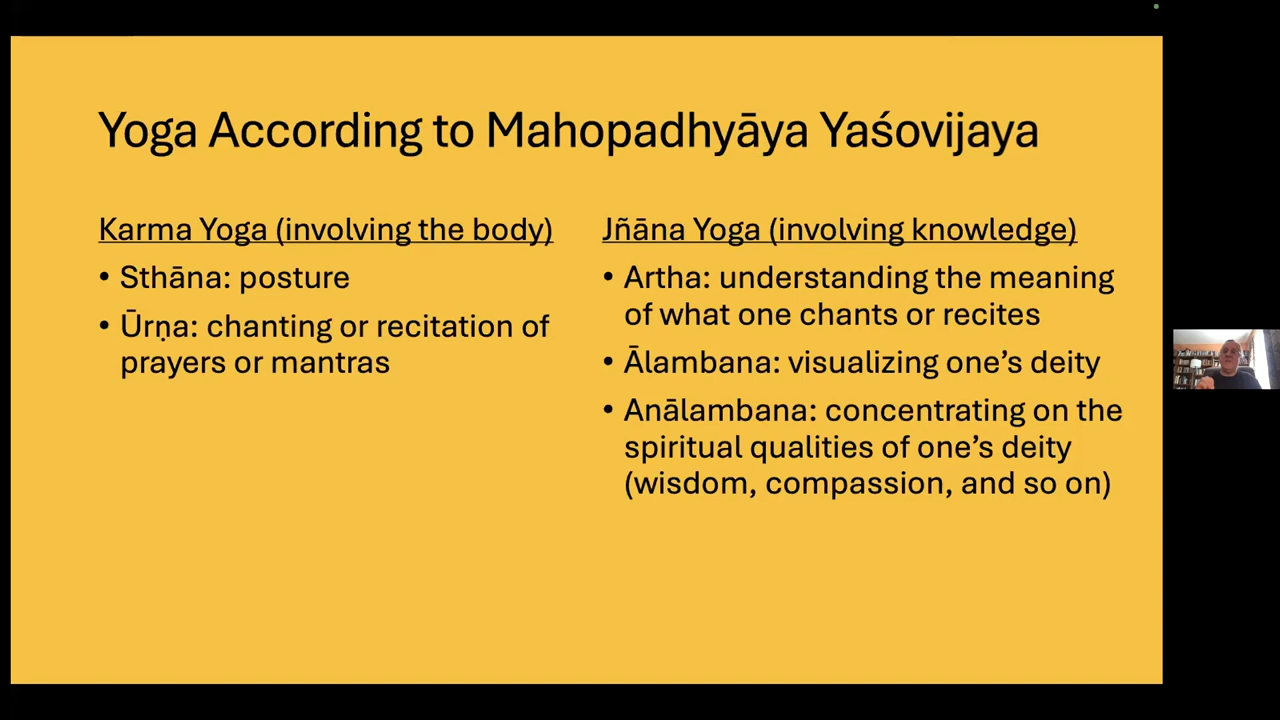 Yoga According to Mahopadhyāya Yaśovijaya
Karma Yoga (involving the body)
• Sthāna: posture
• Ūrṇa: chanting or recitation of
prayers or mantras
Jñāna Yoga (involving knowledge)
• Artha: understanding the meaning
of what one chants or recites
• Ālambana: visualizing one’s deity
• Anālambana: concentrating on the
spiritual qualities of one’s deity
(wisdom, compassion, and so on)